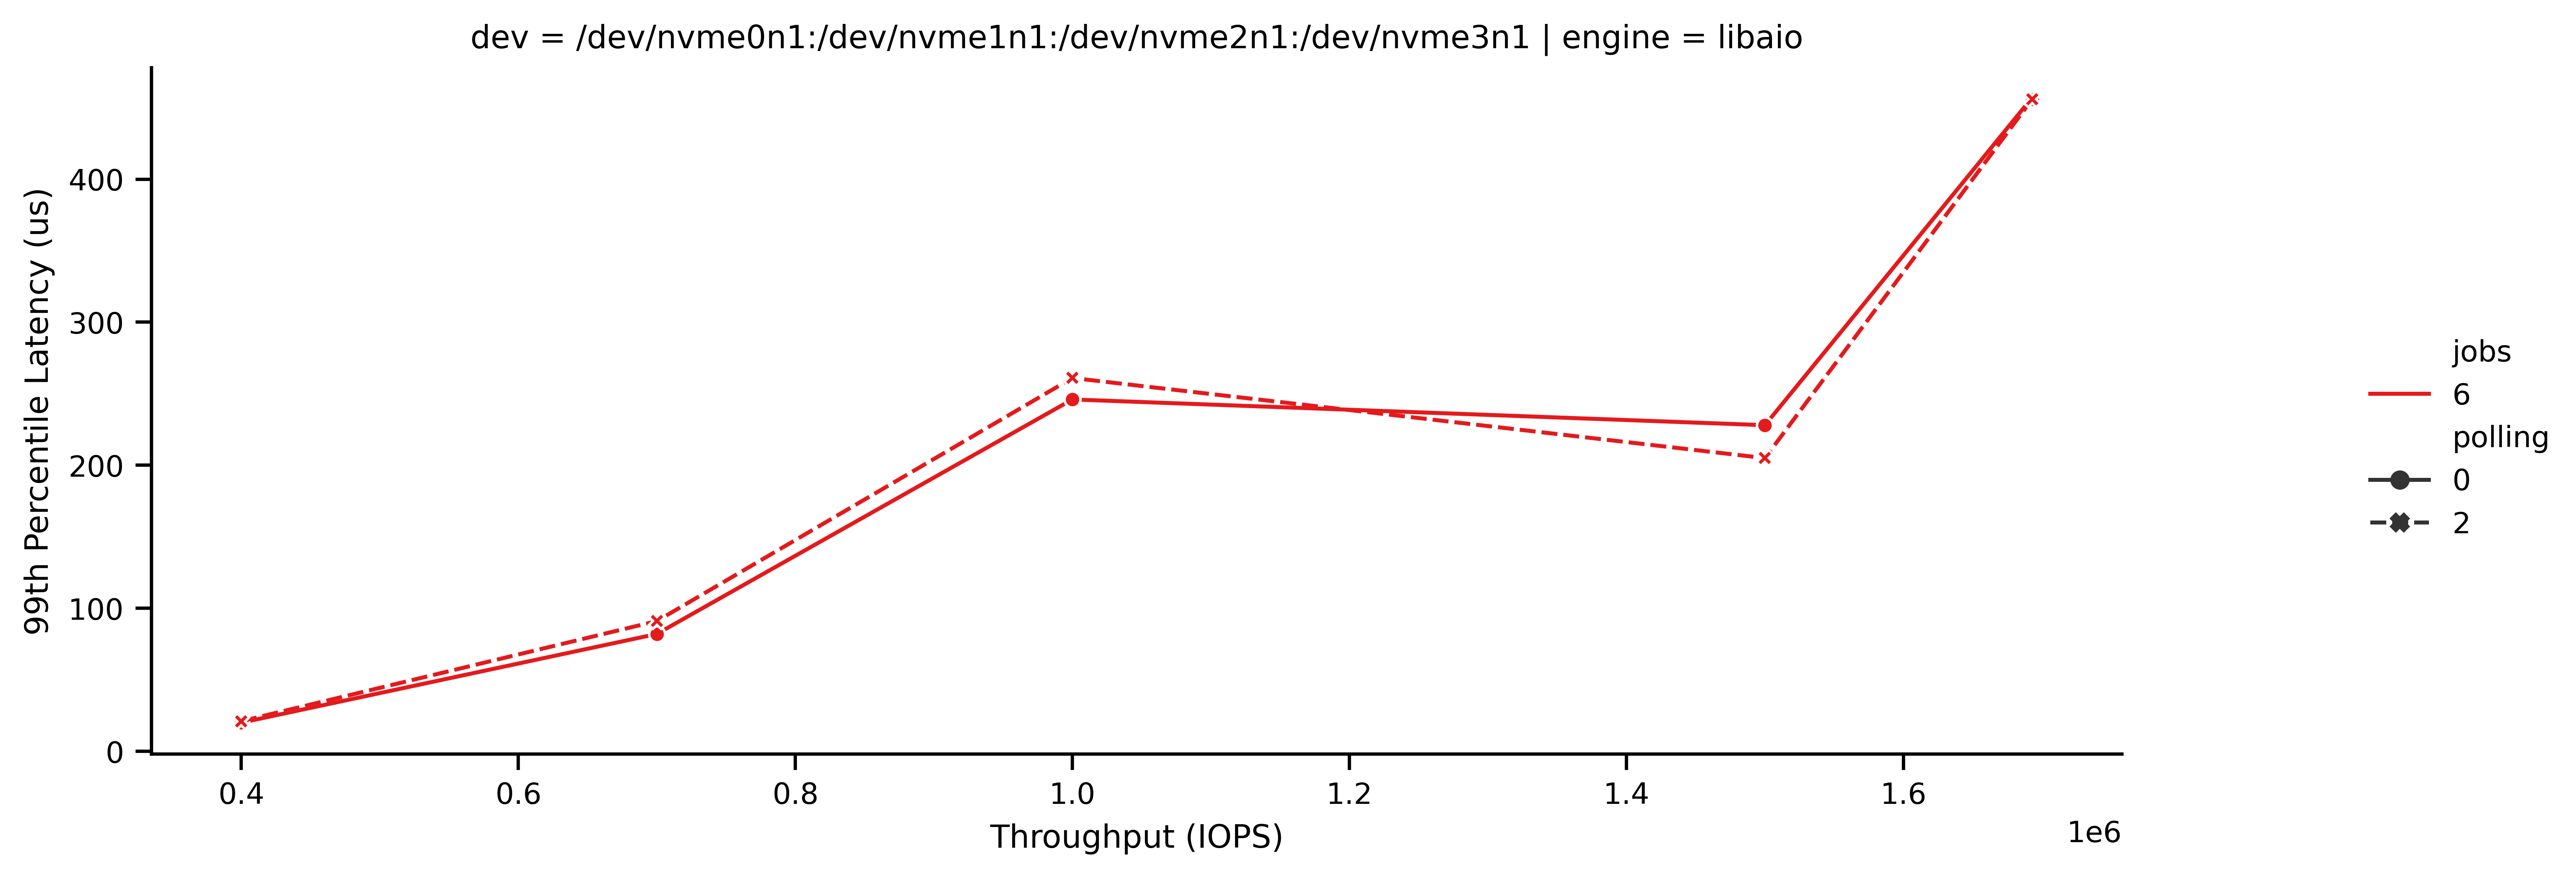 dev = /dev/nvme0n1:/dev/nvme1n1:/dev/nvme2n1:/dev/nvme3n1 | engine = libaio
99th Percentile Latency (us)
400
300
200
100
0
0.4
0.6
0.8
1.0
1.2
1.4
1.6
1e6
Throughput (IOPS)
jobs
6
polling
0
2